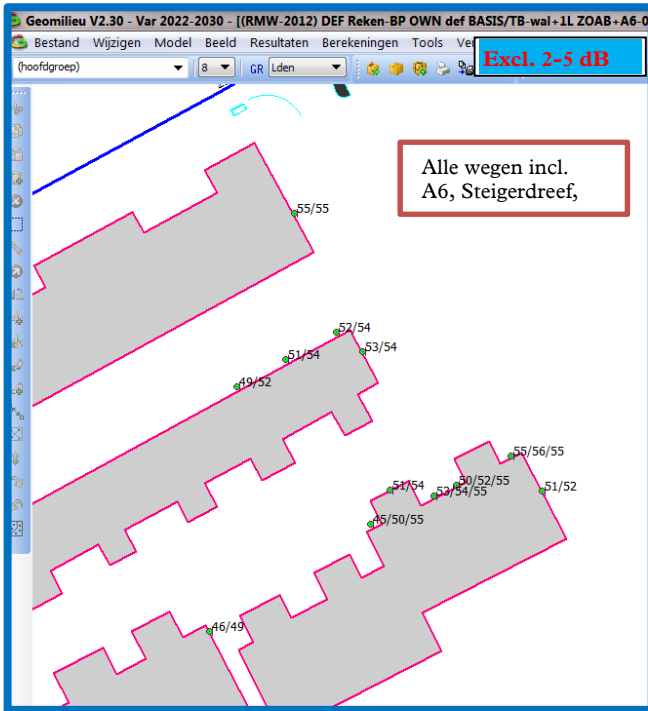 Geomilieu V2.30 - Var 2022-2030 - [(RMW-2012) DEF Reken-BP OWN def BASIS/TB-wal+1L ZOAB+A6-0
Bestand Wijzigen Model Beeld Resultaten Berekeningen Tools Ve
Excl. 2-5 dB
(hoofdgroep) 8 GR Lden
Alle wegen incl.
A6, Steigerdreef,
55/55
52/54
53/54
51/54
49/52
55/56/55
50/52/55
51/54
53/54/55
51/52
45/50/55
46/49